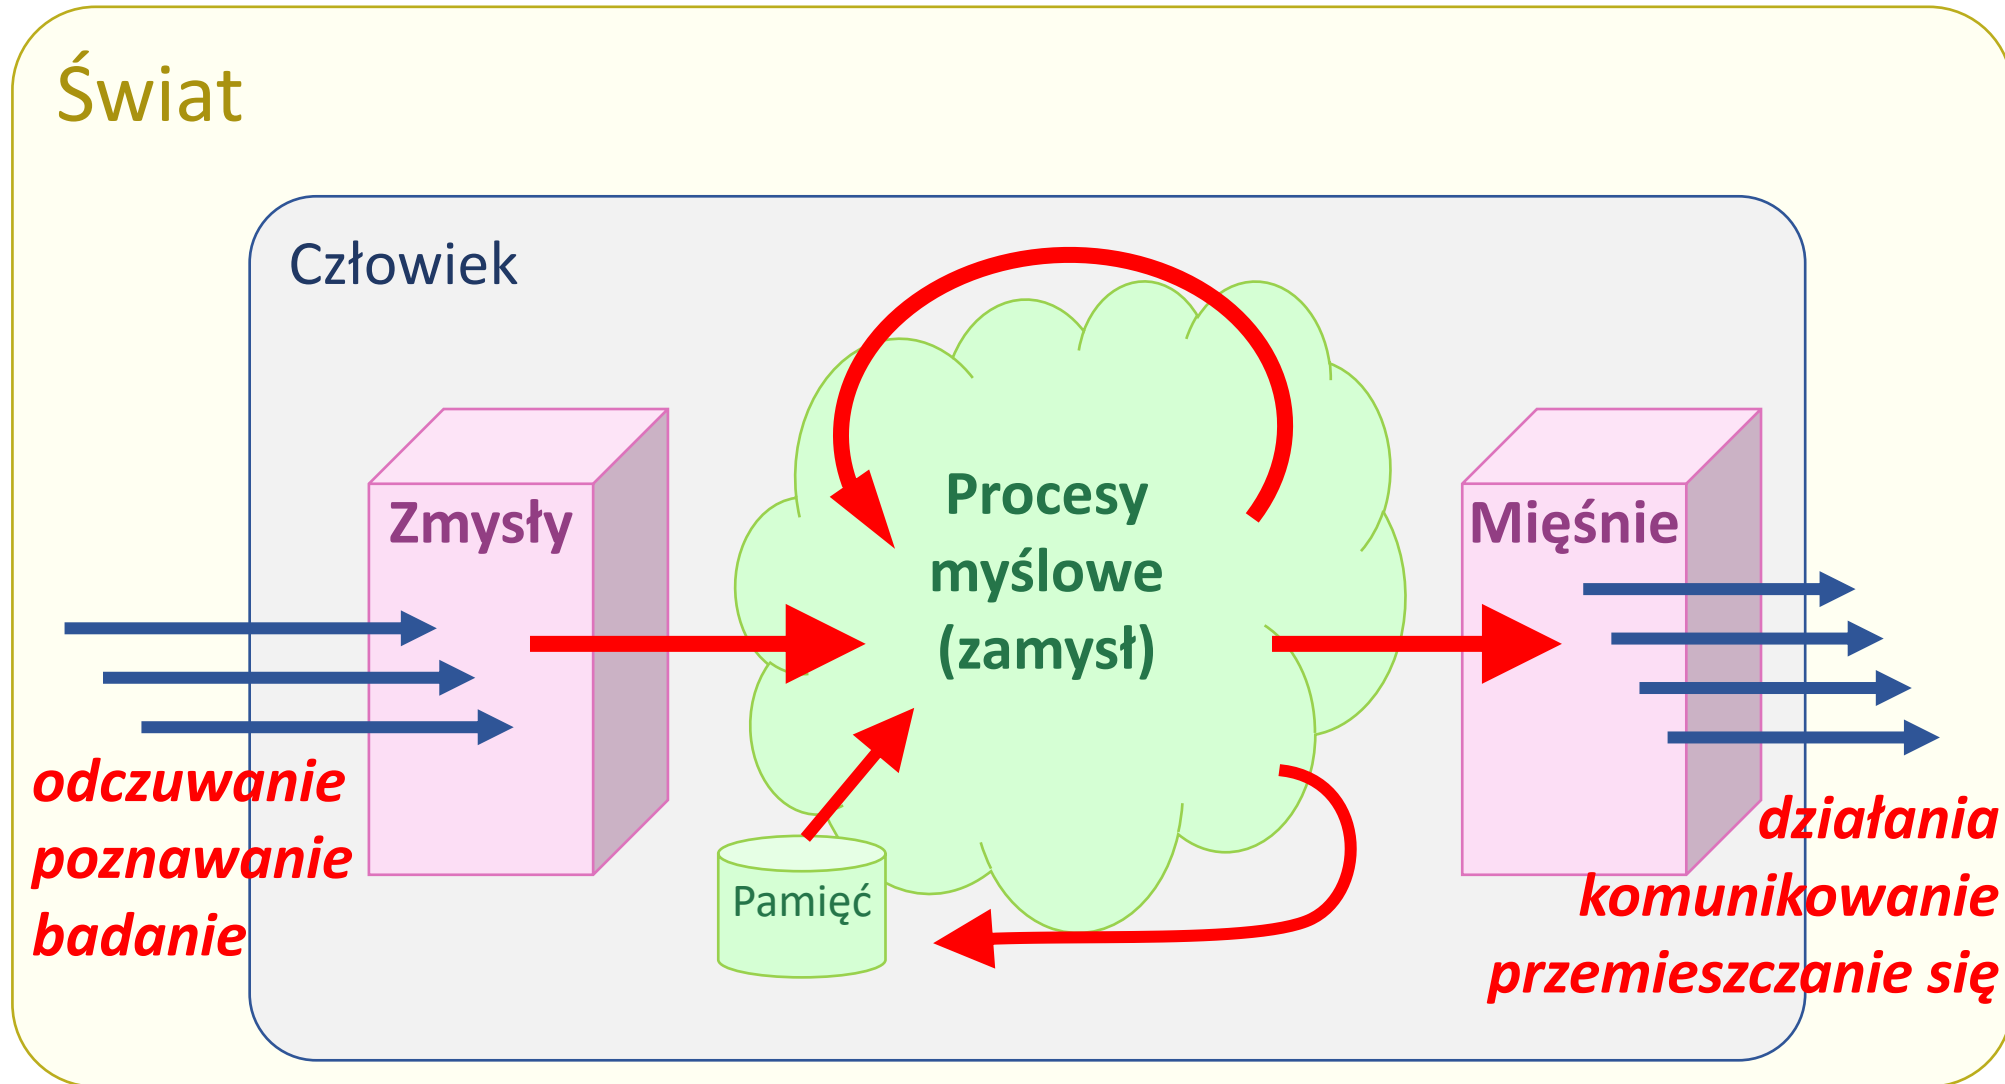 Świat
Człowiek
Zmysły
Procesy
myślowe
(zamysł)
Mięśnie
odczuwanie
poznawanie
badanie
Pamięć
działania
komunikowanie
przemieszczanie się